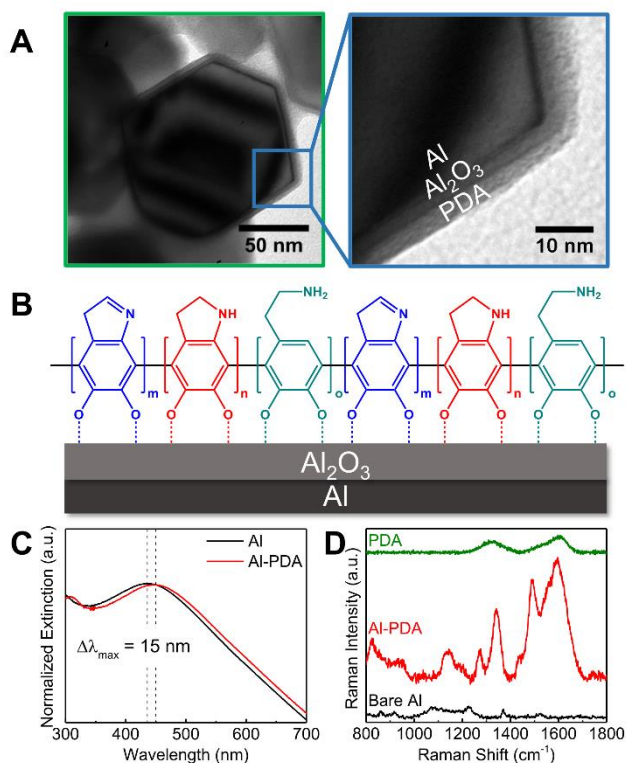 A
50 nm
Al
Al₂O₃
PDA
10 nm
B
N NH NH₂ N NH NH₂
m n o m n o
O O O O O O O O O O O O
Al₂O₃
Al
C
Normalized Extinction (a.u.)
Al
Al-PDA
Δλmax = 15 nm
300 400 500 600 700
Wavelength (nm)
D
Raman Intensity (a.u.)
PDA
Al-PDA
Bare Al
800 1000 1200 1400 1600 1800
Raman Shift (cm⁻¹)